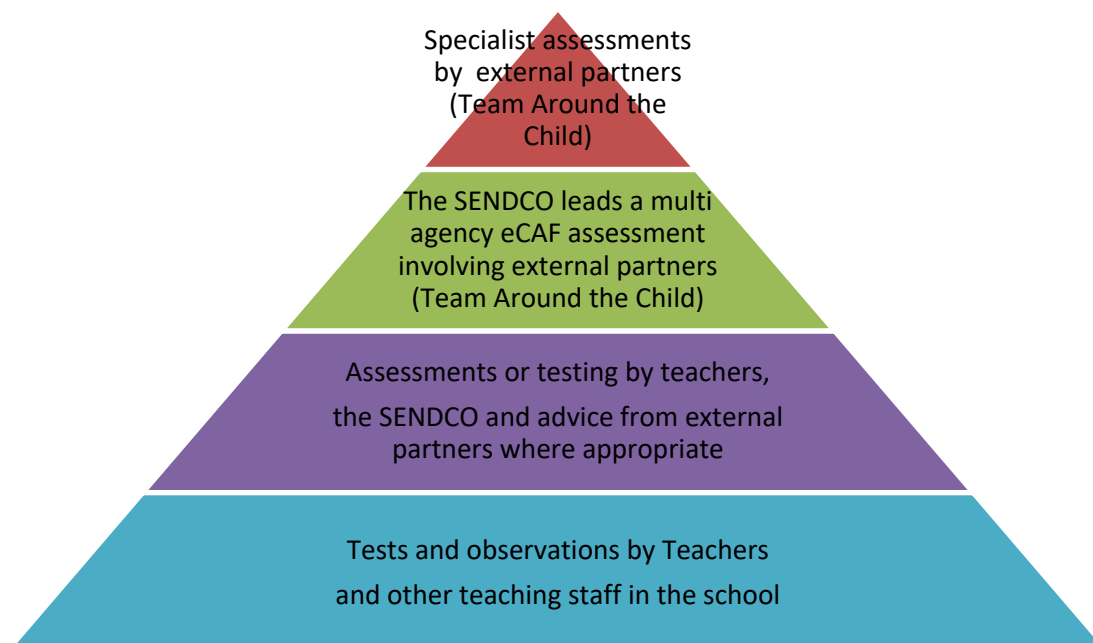 Specialist assessments
by  external partners
(Team Around the
Child)
The SENDCO leads a multi
agency eCAF assessment
involving external partners
(Team Around the Child)
Assessments or testing by teachers,
the SENDCO and advice from external
partners where appropriate
Tests and observations by Teachers
and other teaching staff in the school